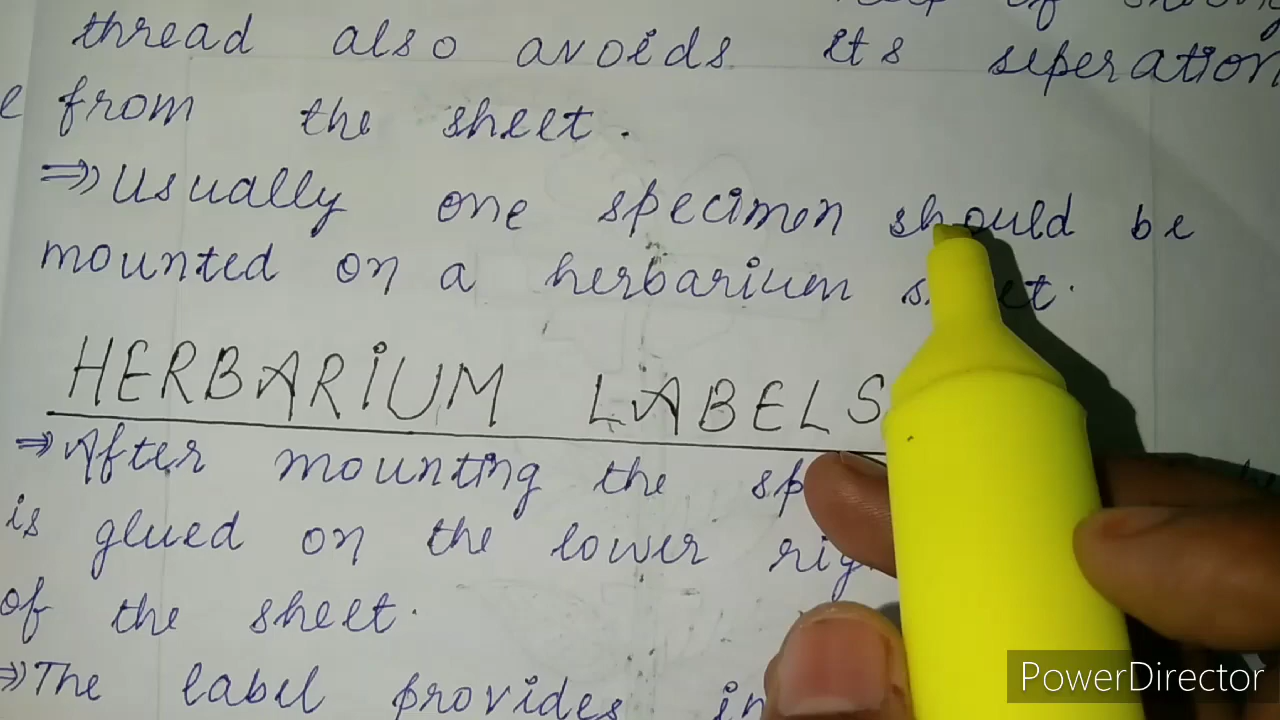 of
thread also avoids its seperation
e from the sheet.
⇒ Usually one specimen should be
mounted on a herbarium
HERBARIUM LABELS
⇒ After mounting the
is glued on the lower
of the sheet.
⇒ The label provides
PowerDirector